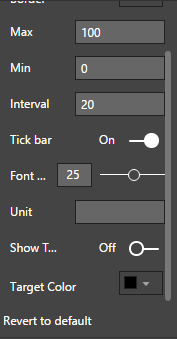 Border
Max 100
Min 0
Interval 20
Tick bar On
Font ... 25
Unit
Show T... Off
Target Color
Revert to default